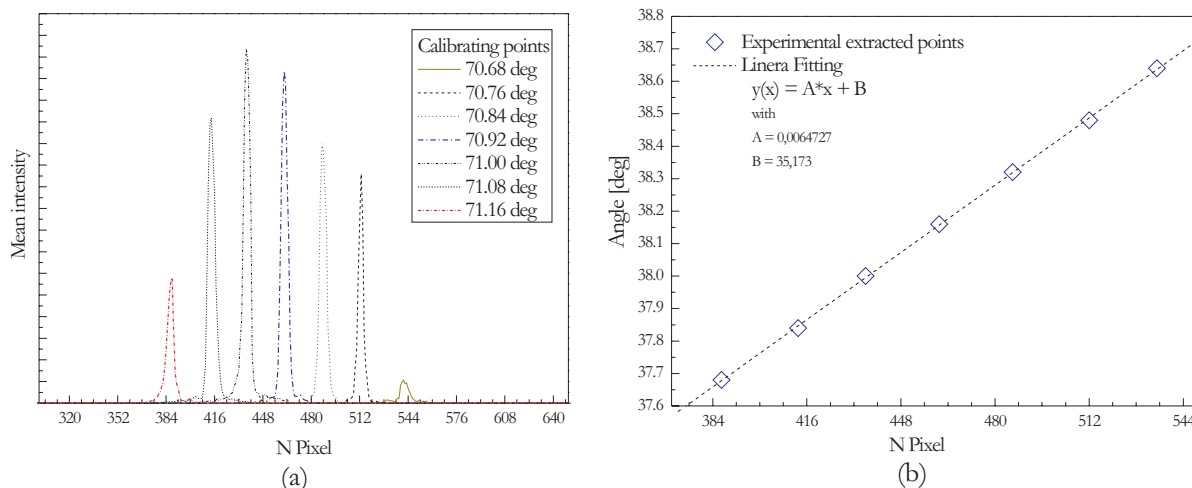 Calibrating points
70.68 deg
70.76 deg
70.84 deg
70.92 deg
71.00 deg
71.08 deg
71.16 deg
Mean intensity
320 352 384 416 448 480 512 544 576 608 640
N Pixel
(a)
38.8
38.7
38.6
38.5
38.4
38.3
38.2
38.1
38.0
37.9
37.8
37.7
37.6
Angle [deg]
Experimental extracted points
Linera Fitting
y(x) = A*x + B
with
A = 0,0064727
B = 35,173
384 416 448 480 512 544
N Pixel
(b)